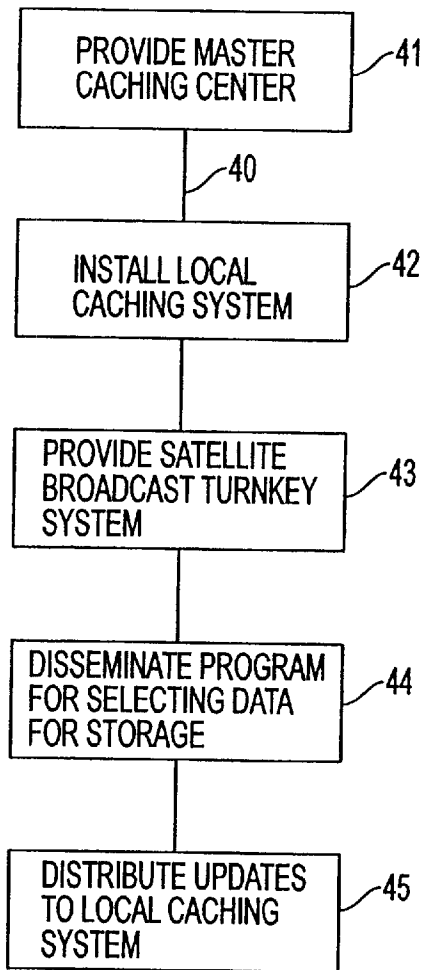 PROVIDE MASTER
CACHING CENTER
41
40
INSTALL LOCAL
CACHING SYSTEM
42
PROVIDE SATELLITE
BROADCAST TURNKEY
SYSTEM
43
DISSEMINATE PROGRAM
FOR SELECTING DATA
FOR STORAGE
44
DISTRIBUTE UPDATES
TO LOCAL CACHING
SYSTEM
45